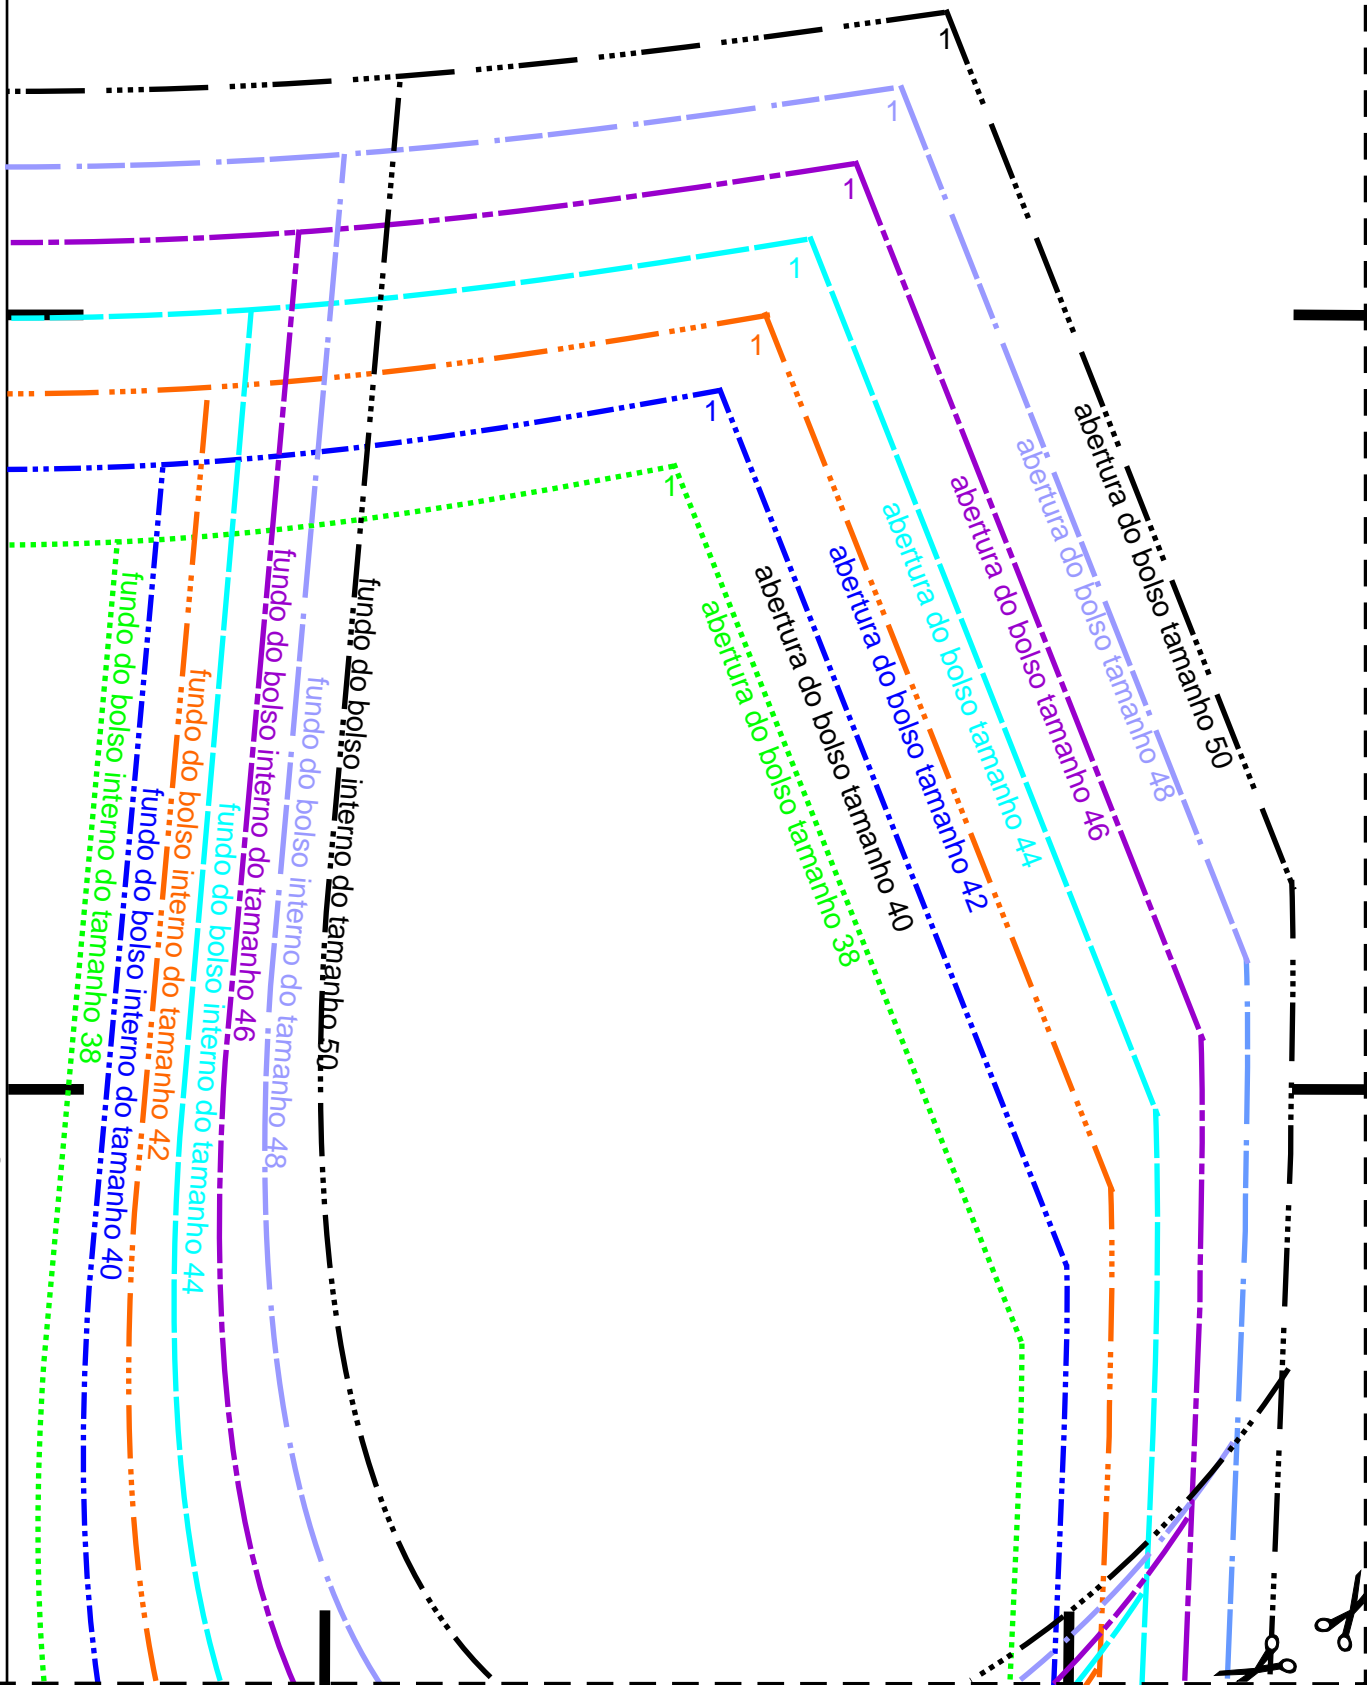 1
1
1
1
1
1
1
abertura do bolso tamanho 50
abertura do bolso tamanho 48
abertura do bolso tamanho 46
abertura do bolso tamanho 44
abertura do bolso tamanho 42
abertura do bolso tamanho 40
abertura do bolso tamanho 38
fundo do bolso interno do tamanho 50
fundo do bolso interno do tamanho 48
fundo do bolso interno do tamanho 46
fundo do bolso interno do tamanho 44
fundo do bolso interno do tamanho 42
fundo do bolso interno do tamanho 40
fundo do bolso interno do tamanho 38